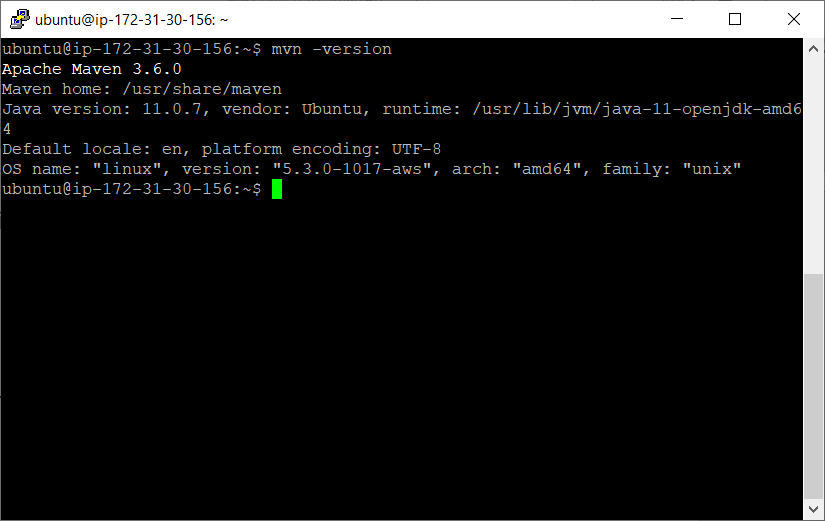 ubuntu@ip-172-31-30-156: ~
ubuntu@ip-172-31-30-156:~$ mvn -version
Apache Maven 3.6.0
Maven home: /usr/share/maven
Java version: 11.0.7, vendor: Ubuntu, runtime: /usr/lib/jvm/java-11-openjdk-amd6
4
Default locale: en, platform encoding: UTF-8
OS name: "linux", version: "5.3.0-1017-aws", arch: "amd64", family: "unix"
ubuntu@ip-172-31-30-156:~$